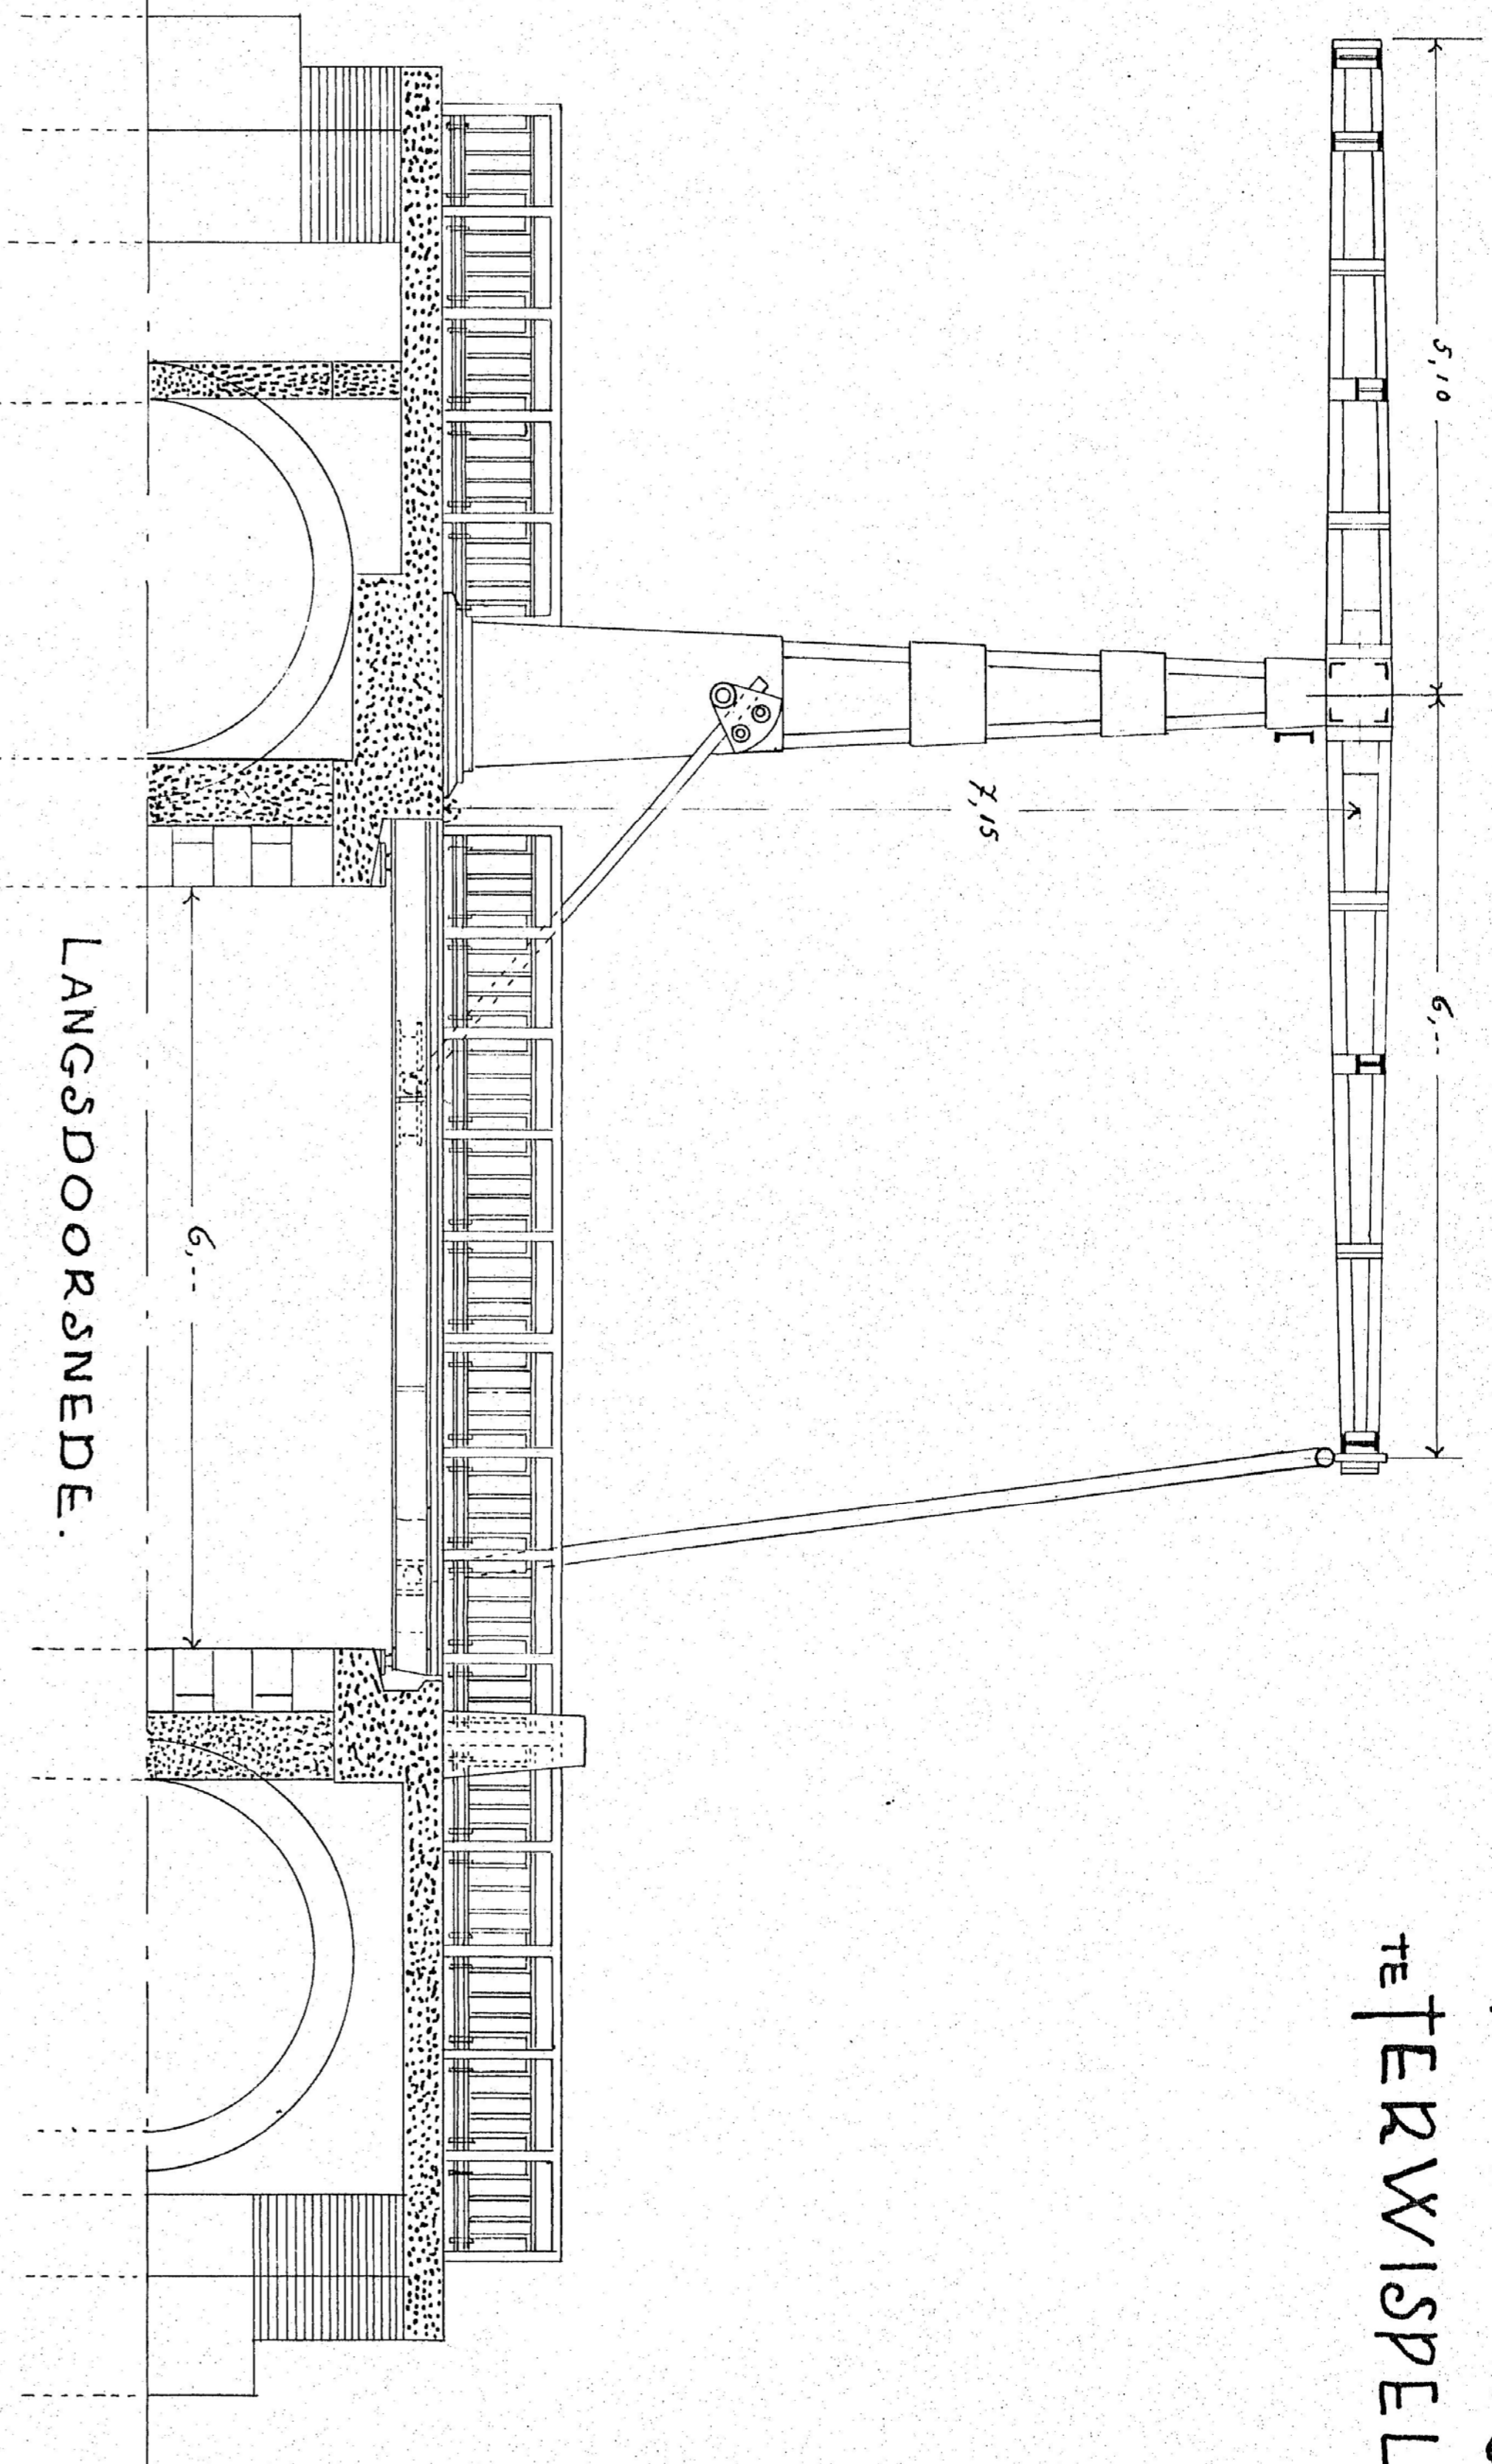 TE TERWISPEL
5,10
6,--
7,15
6,--
LANGSDOORSNEDE.